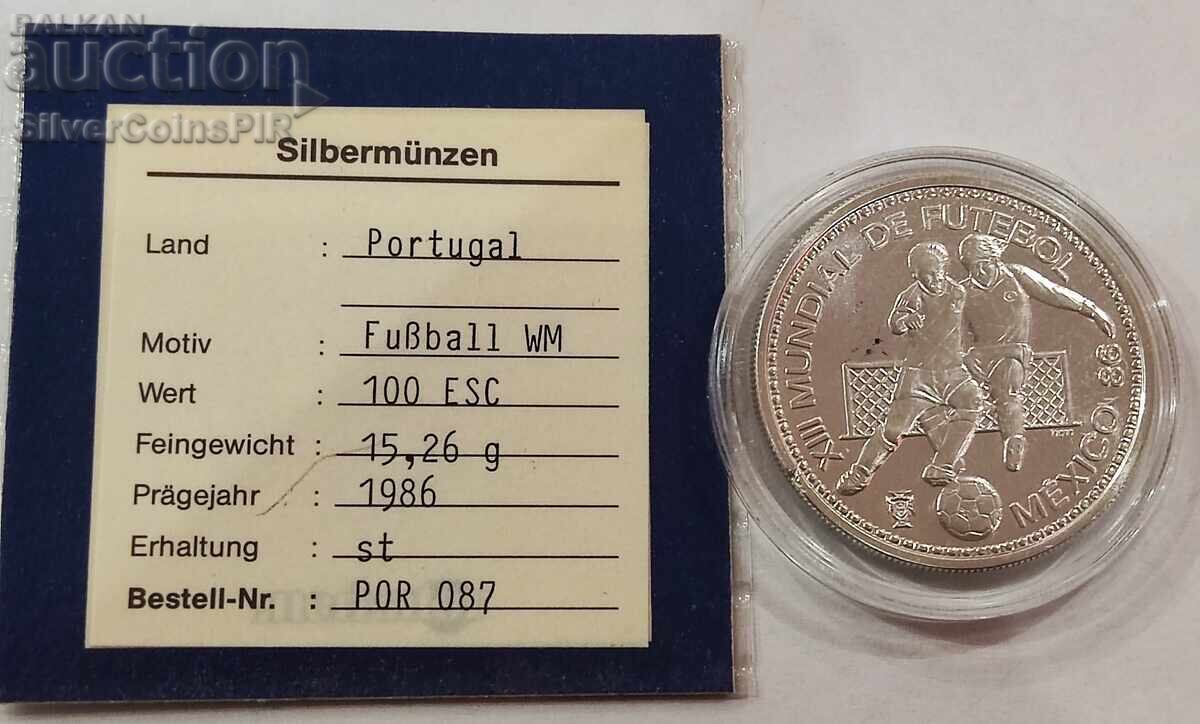 BALKAN
auction
SilverCoinsPIR
Silbermünzen
Land : Portugal
Motiv : Fußball WM
Wert : 100 ESC
Feingewicht : 15,26 g
Prägejahr : 1986
Erhaltung : st
Bestell-Nr. : POR 087
XIII MUNDIAL DE FUTEBOL
MÉXICO 86